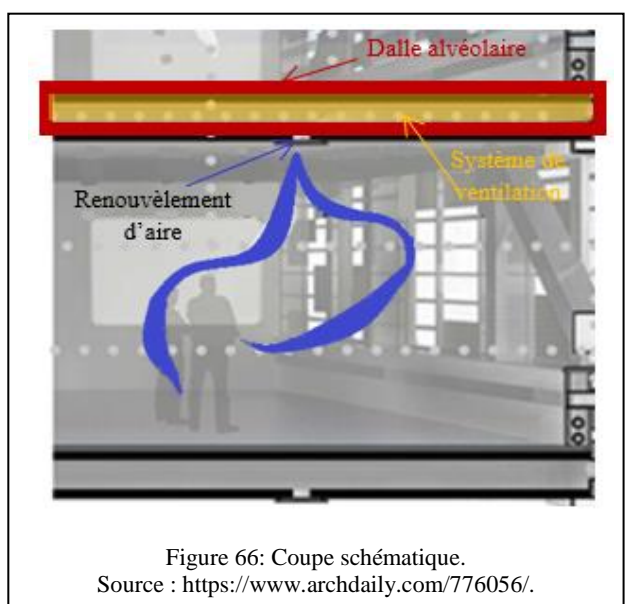 Dalle alvéolaire
Système de
ventilation
Renouvèlement
d'aire
Figure 66: Coupe schématique.
Source : https://www.archdaily.com/776056/.